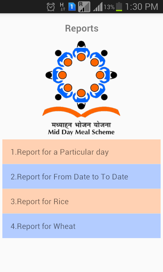 13% 1:30 PM
Reports
मध्याह्न भोजन योजना
Mid Day Meal Scheme
1.Report for a Particular day
2.Report for From Date to To Date
3.Report for Rice
4.Report for Wheat